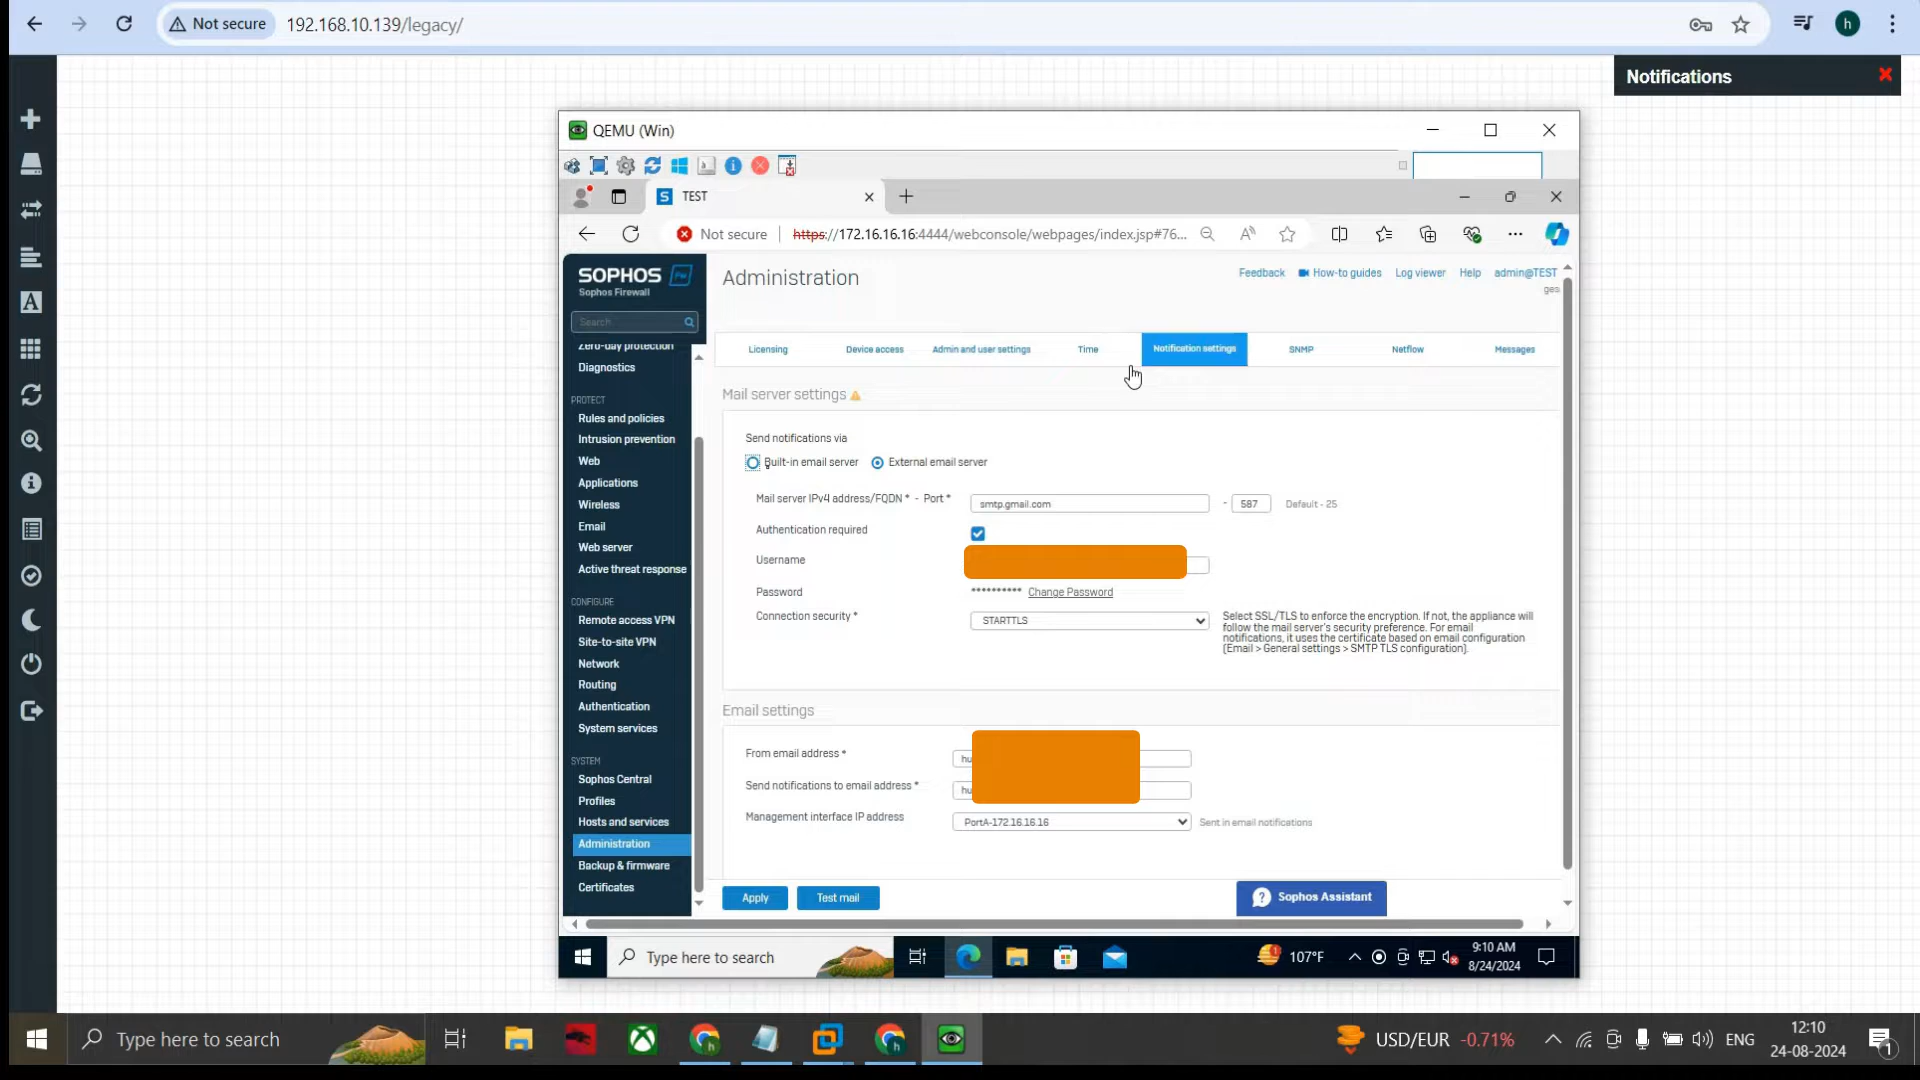 Not secure
192.168.10.139/legacy/
h
Notifications
QEMU (Win)
TEST
Not secure
https://172.16.16.16:4444/webconsole/webpages/index.jsp#76...
SOPHOS
Sophos Firewall
Administration
Feedback
How-to guides
Log viewer
Help
admin@TEST
ges
Search
Licensing
Device access
Admin and user settings
Time
Notification settings
SNMP
Netflow
Messages
Zero-day protection
Diagnostics
PROTECT
Rules and policies
Intrusion prevention
Web
Applications
Wireless
Email
Web server
Active threat response
CONFIGURE
Remote access VPN
Site-to-site VPN
Network
Routing
Authentication
System services
SYSTEM
Sophos Central
Profiles
Hosts and services
Administration
Backup & firmware
Certificates
Mail server settings
Send notifications via
Built-in email server
External email server
Mail server IPv4 address/FQDN * - Port *
smtp.gmail.com
- 587
Default - 25
Authentication required
Username
Password
********** Change Password
Connection security *
STARTTLS
Select SSL/TLS to enforce the encryption. If not, the appliance will
follow the mail server's security preference. For email
notifications, it uses the certificate based on email configuration
(Email > General settings > SMTP TLS configuration).
Email settings
From email address *
hu
Send notifications to email address *
hu
Management interface IP address
PortA-172.16.16.16
Sent in email notifications
Apply
Test mail
Sophos Assistant
Type here to search
107°F
9:10 AM
8/24/2024
Type here to search
USD/EUR -0.71%
ENG
12:10
24-08-2024
1